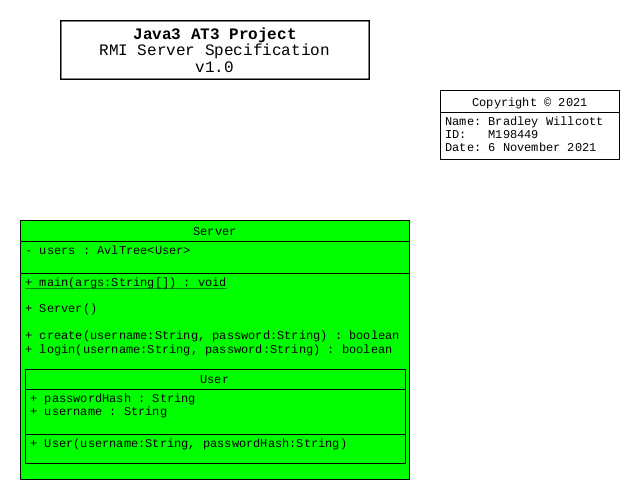 Java3 AT3 Project
RMI Server Specification
v1.0
Copyright © 2021
Name: Bradley Willcott
ID: M198449
Date: 6 November 2021
Server
- users : AvlTree<User>
+ main(args:String[]) : void
+ Server()
+ create(username:String, password:String) : boolean
+ login(username:String, password:String) : boolean
User
+ passwordHash : String
+ username : String
+ User(username:String, passwordHash:String)